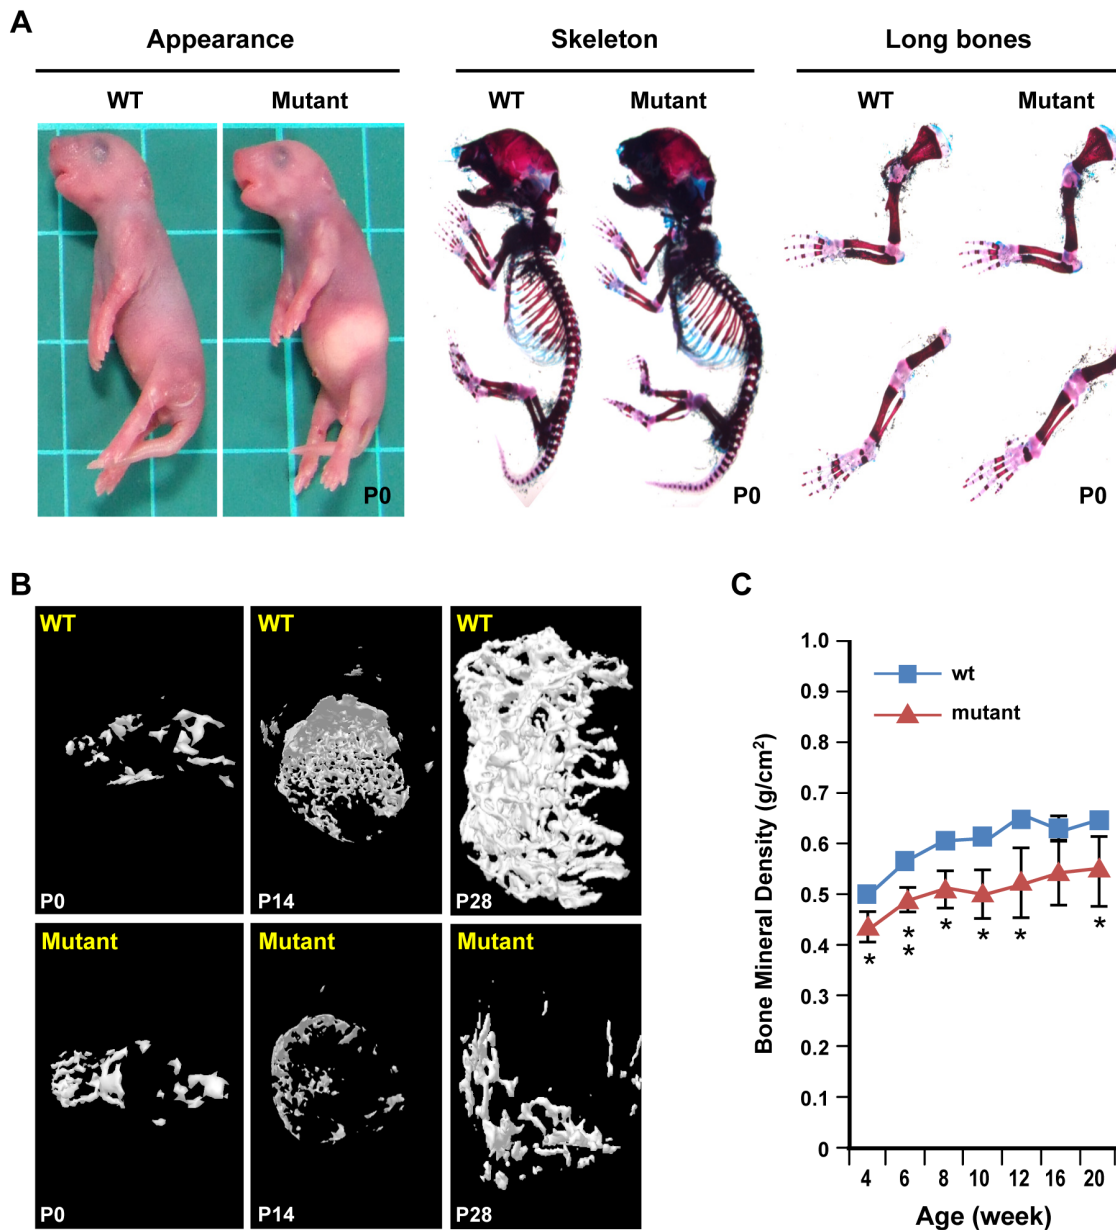 A
Appearance
Skeleton
Long bones
WT
Mutant
WT
Mutant
WT
Mutant
P0
P0
P0
B
WT
WT
WT
P0
P14
P28
Mutant
Mutant
Mutant
P0
P14
P28
C
Bone Mineral Density (g/cm²)
1.0
0.9
0.8
0.7
0.6
0.5
0.4
0.3
0.2
0.1
0
wt
mutant
*
*
*
*
*
*
*
4 6 8 10 12 16 20
Age (week)